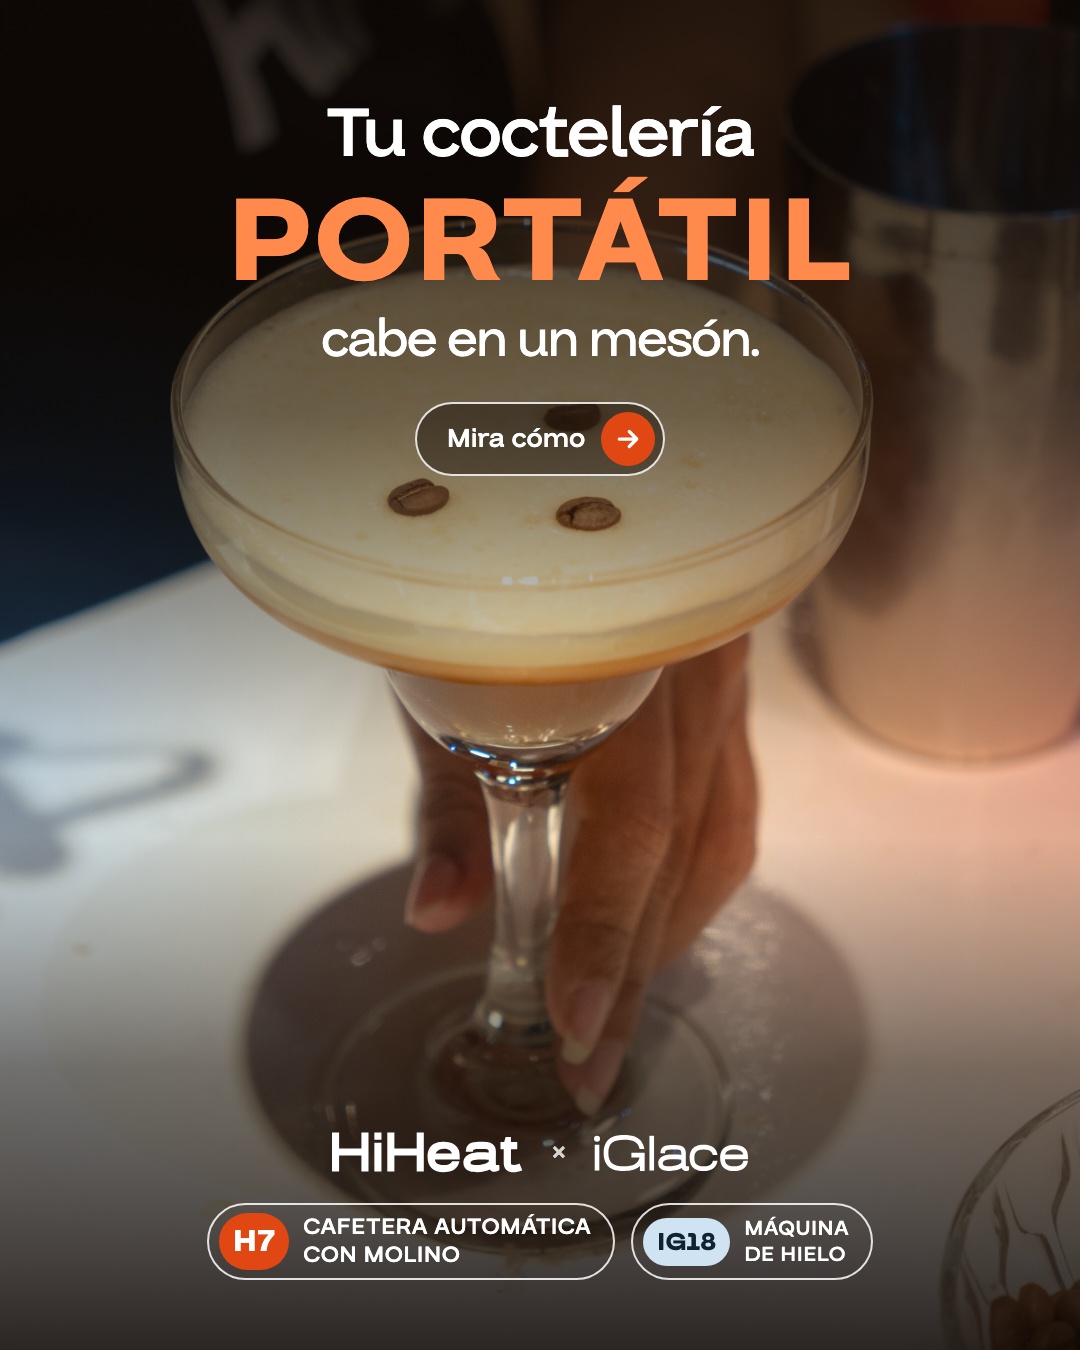 Tu coctelería
PORTÁTIL
cabe en un mesón.
Mira cómo →
HiHeat × iGlace
H7 CAFETERA AUTOMÁTICA
CON MOLINO
IG18 MÁQUINA
DE HIELO